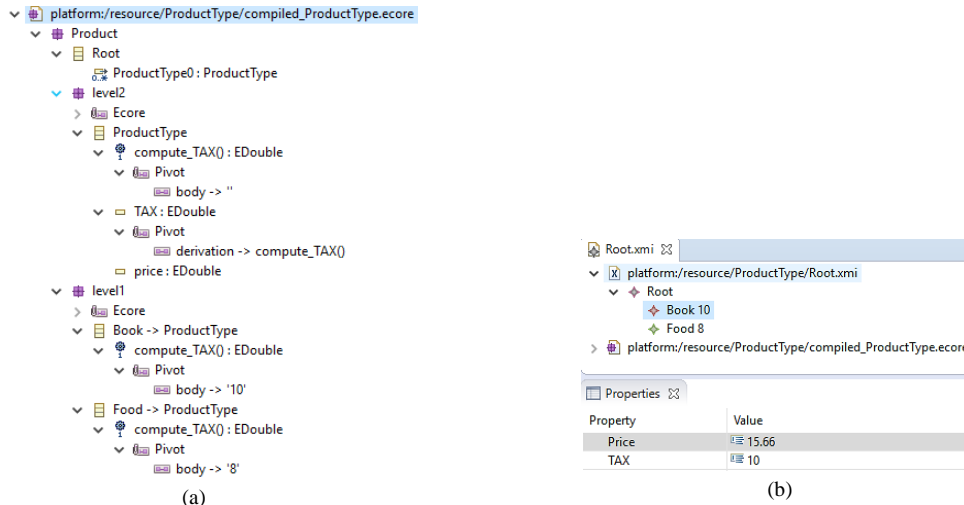 platform:/resource/ProductType/compiled_ProductType.ecore
Product
Root
ProductType0 : ProductType
level2
Ecore
ProductType
compute_TAX() : EDouble
Pivot
body -> ''
TAX : EDouble
Pivot
derivation -> compute_TAX()
price : EDouble
level1
Ecore
Book -> ProductType
compute_TAX() : EDouble
Pivot
body -> '10'
Food -> ProductType
compute_TAX() : EDouble
Pivot
body -> '8'
(a)
Root.xmi
platform:/resource/ProductType/Root.xmi
Root
Book 10
Food 8
platform:/resource/ProductType/compiled_ProductType.ecore
Properties
Property Value
Price 15.66
TAX 10
(b)